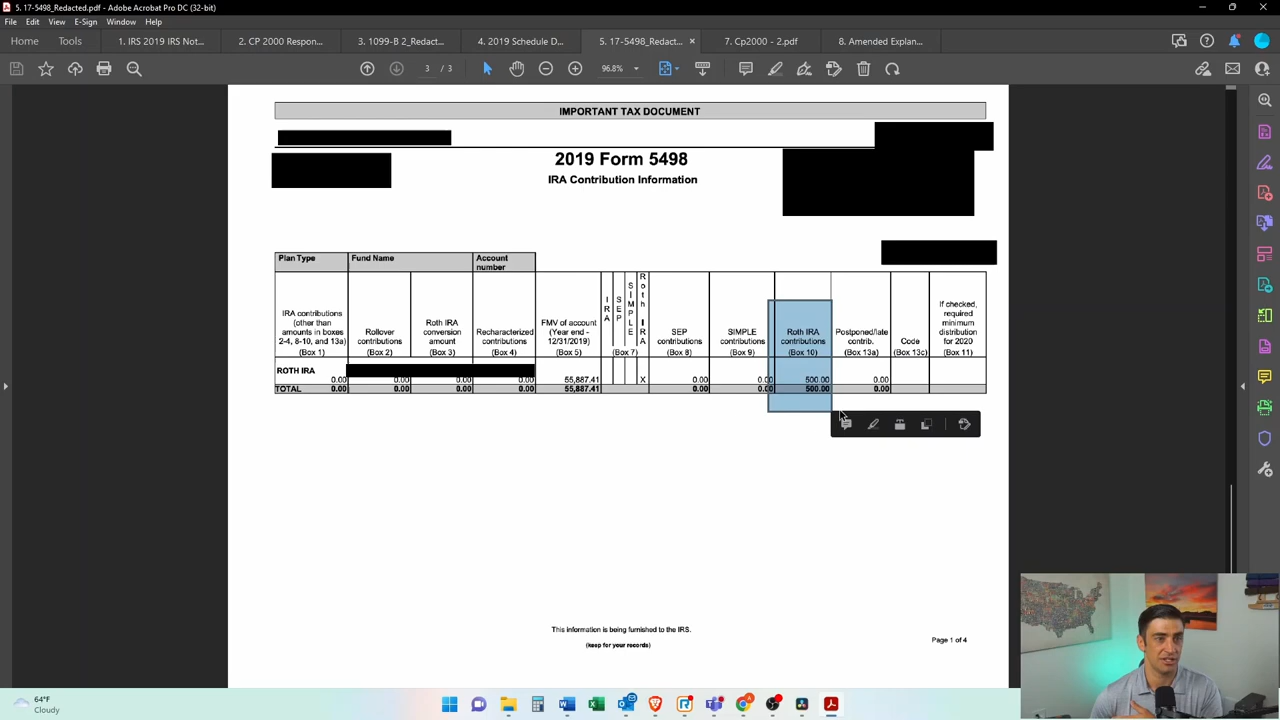 5. 17-5498_Redacted.pdf - Adobe Acrobat Pro DC (32-bit)
File Edit View E-Sign Window Help
Home Tools 1. IRS 2019 IRS Not... 2. CP 2000 Respon... 3. 1099-B 2_Redact... 4. 2019 Schedule D... 5. 17-5498_Redact... × 7. Cp2000 - 2.pdf 8. Amended Explan...
3 / 3 96.8%
IMPORTANT TAX DOCUMENT
2019 Form 5498
IRA Contribution Information
Plan Type Fund Name Account number
IRA contributions (other than amounts in boxes 2-4, 8-10, and 13a) (Box 1)
Rollover contributions (Box 2)
Roth IRA conversion amount (Box 3)
Recharacterized contributions (Box 4)
FMV of account (Year end - 12/31/2019) (Box 5)
IRA SEP SIMPLE Roth IRA (Box 7)
SEP contributions (Box 8)
SIMPLE contributions (Box 9)
Roth IRA contributions (Box 10)
Postponed/late contrib. (Box 13a)
Code (Box 13c)
If checked, required minimum distribution for 2020 (Box 11)
ROTH IRA
0.00 0.00 0.00 0.00 55,887.41 X 0.00 0.00 500.00 0.00
TOTAL 0.00 0.00 0.00 0.00 55,887.41 0.00 0.00 500.00 0.00
This information is being furnished to the IRS.
(keep for your records)
Page 1 of 4
64°F
Cloudy